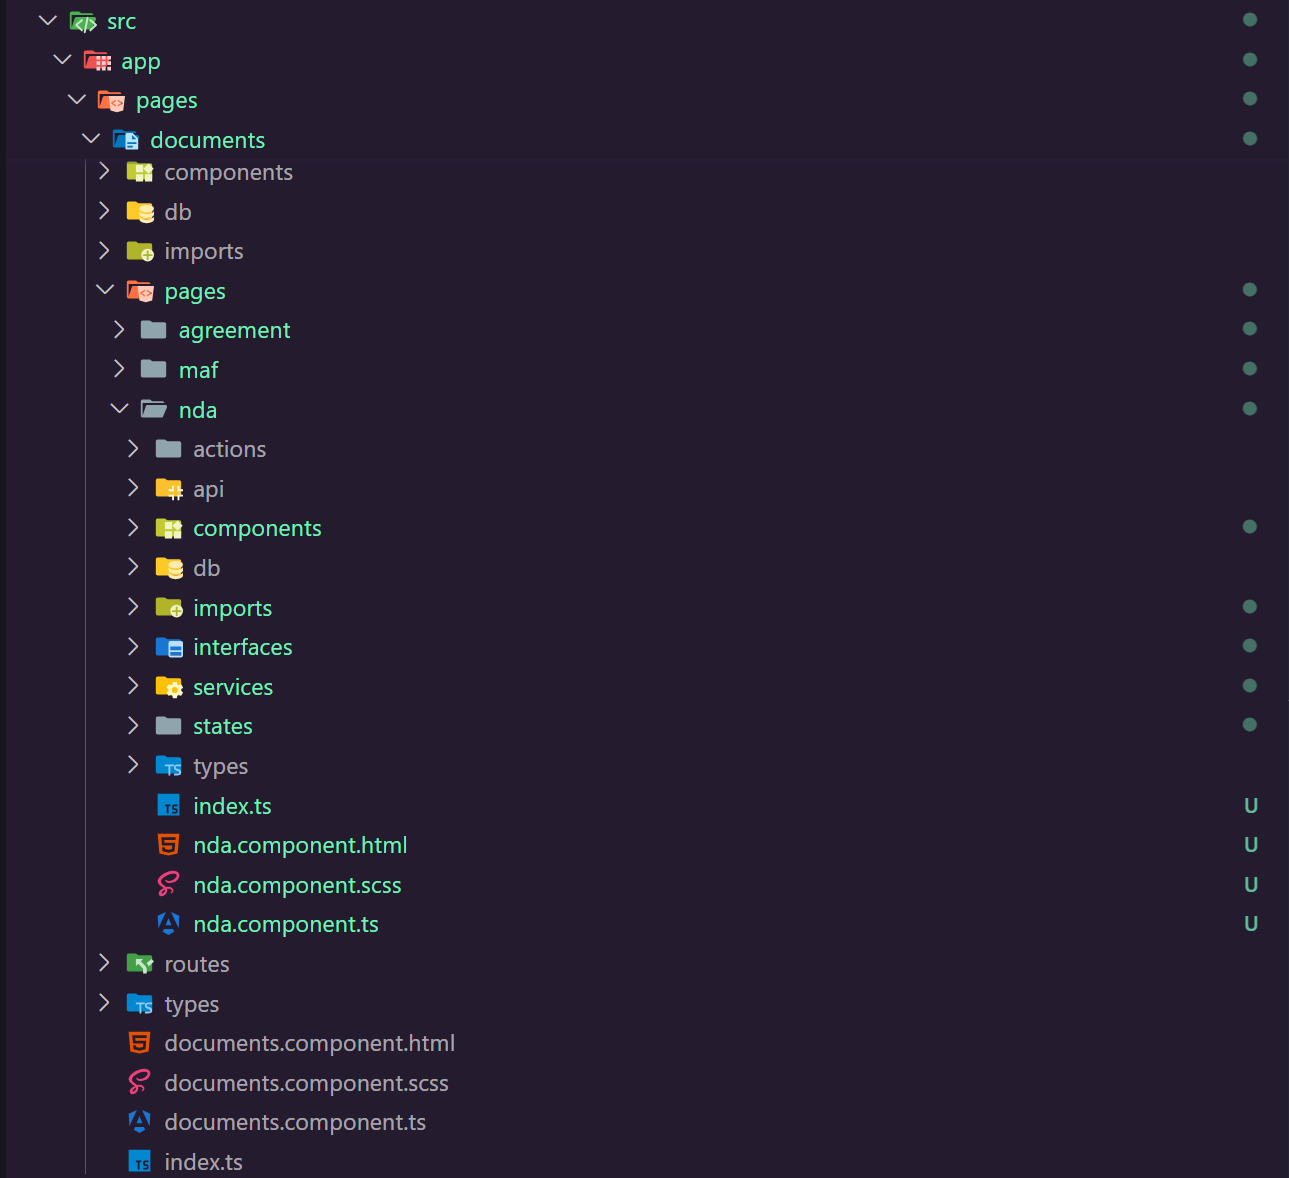 src
app
pages
documents
components
db
imports
pages
agreement
maf
nda
actions
api
components
db
imports
interfaces
services
states
types
index.ts U
nda.component.html U
nda.component.scss U
nda.component.ts U
routes
types
documents.component.html
documents.component.scss
documents.component.ts
index.ts